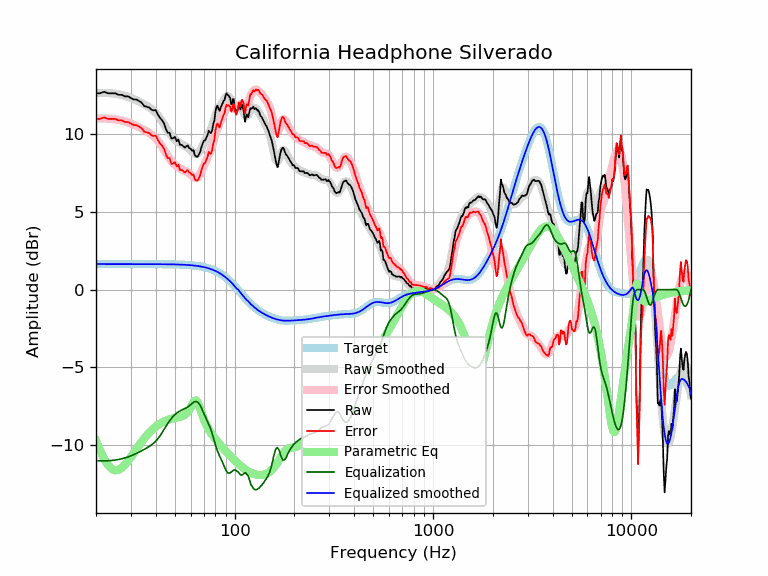 California Headphone Silverado
Amplitude (dBr)
10
5
0
−5
−10
Target
Raw Smoothed
Error Smoothed
Raw
Error
Parametric Eq
Equalization
Equalized smoothed
100
1000
10000
Frequency (Hz)